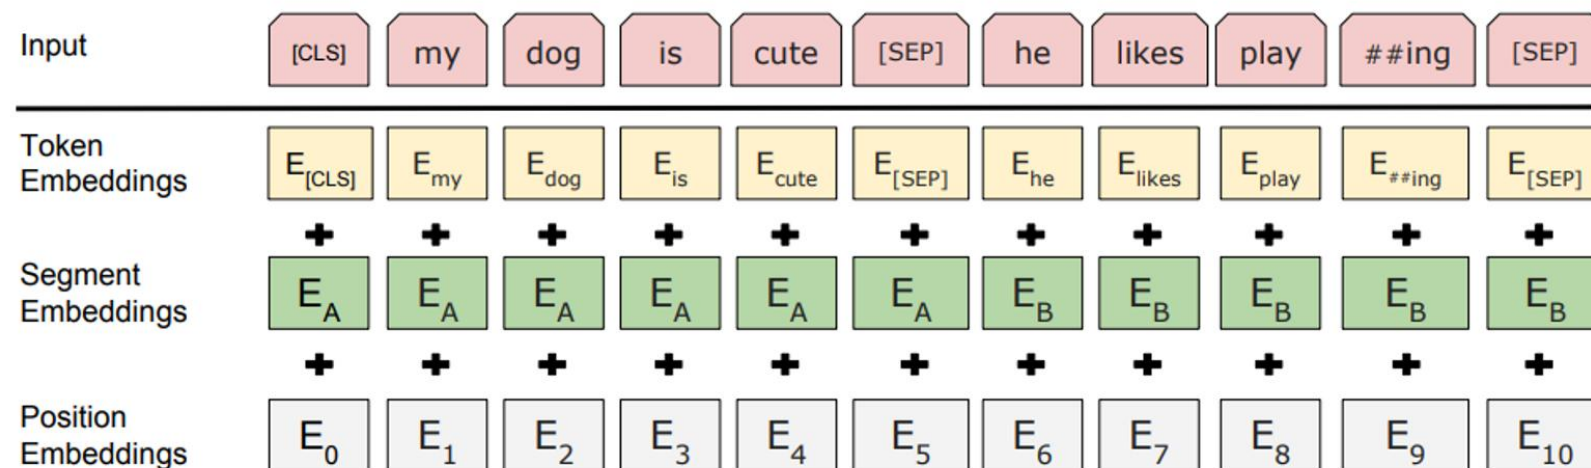 Input [CLS] my dog is cute [SEP] he likes play ##ing [SEP]
Token
Embeddings E[CLS] Emy Edog Eis Ecute E[SEP] Ehe Elikes Eplay E##ing E[SEP]
+ + + + + + + + + + +
Segment
Embeddings EA EA EA EA EA EA EB EB EB EB EB
+ + + + + + + + + + +
Position
Embeddings E0 E1 E2 E3 E4 E5 E6 E7 E8 E9 E10